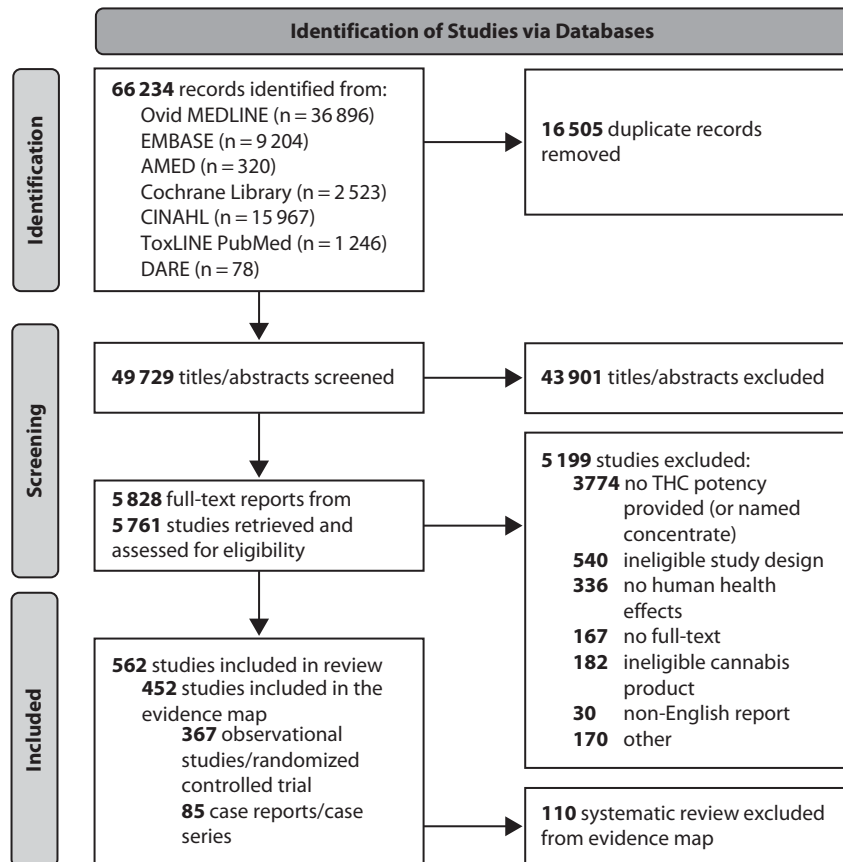 Identification of Studies via Databases
Identification
66 234 records identified from:
Ovid MEDLINE (n = 36 896)
EMBASE (n = 9 204)
AMED (n = 320)
Cochrane Library (n = 2 523)
CINAHL (n = 15 967)
ToxLINE PubMed (n = 1 246)
DARE (n = 78)
16 505 duplicate records
removed
Screening
49 729 titles/abstracts screened
43 901 titles/abstracts excluded
5 828 full-text reports from
5 761 studies retrieved and
assessed for eligibility
5 199 studies excluded:
3774 no THC potency
provided (or named
concentrate)
540 ineligible study design
336 no human health
effects
167 no full-text
182 ineligible cannabis
product
30 non-English report
170 other
Included
562 studies included in review
452 studies included in the
evidence map
367 observational
studies/randomized
controlled trial
85 case reports/case
series
110 systematic review excluded
from evidence map